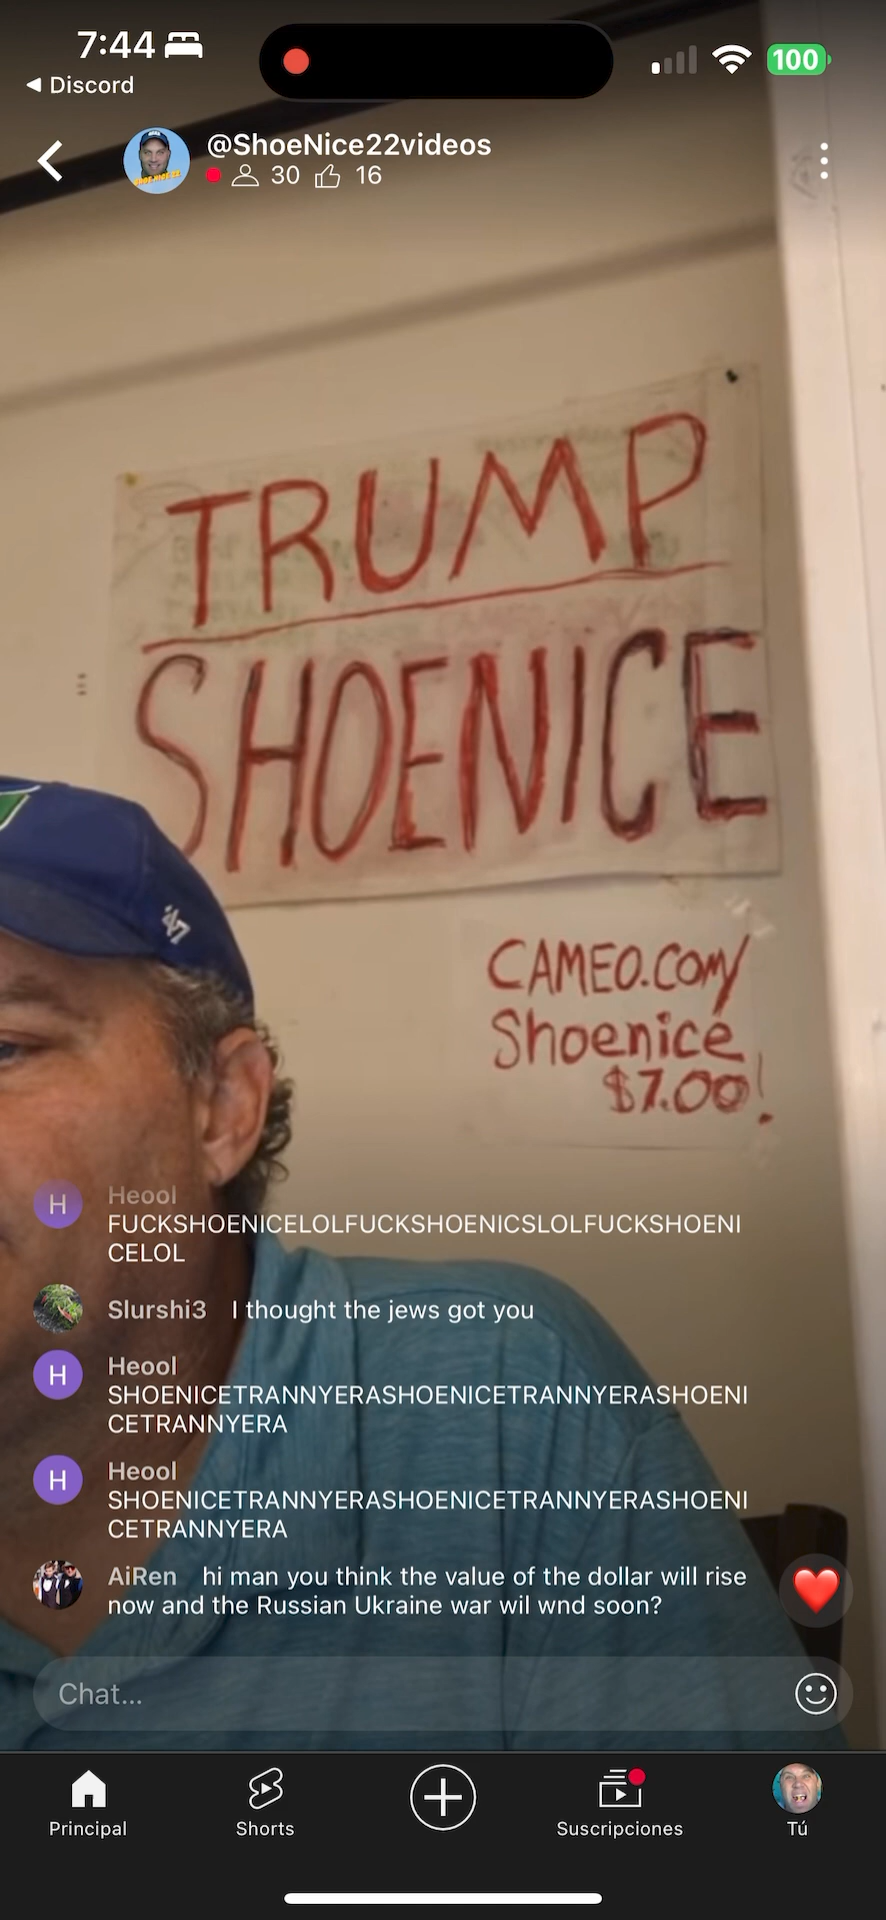 7:44
100
Discord
@ShoeNice22videos
30 16
TRUMP
SHOENICE
CAMEO.COM/
Shoenice
$7.00!
47
Heool
FUCKSHOENICELOLFUCKSHOENICSLOLFUCKSHOENI
CELOL
Slurshi3 I thought the jews got you
Heool
SHOENICETRANNYERASHOENICETRANNYERASHOENI
CETRANNYERA
Heool
SHOENICETRANNYERASHOENICETRANNYERASHOENI
CETRANNYERA
AiRen hi man you think the value of the dollar will rise
now and the Russian Ukraine war wil wnd soon?
Chat...
Principal Shorts Suscripciones Tú